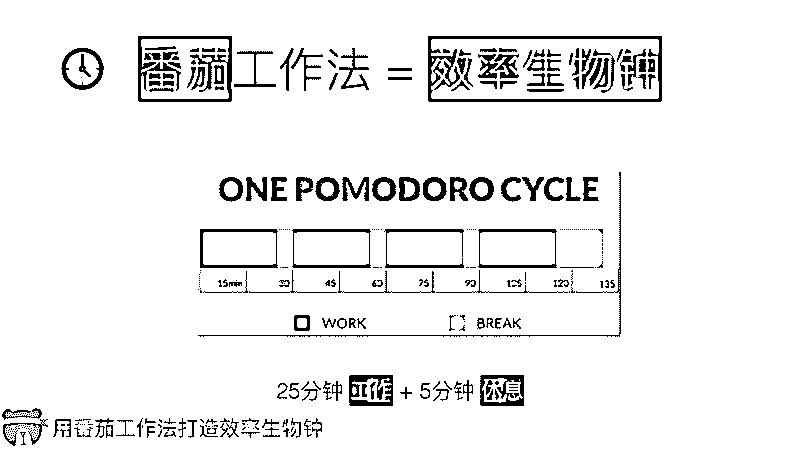 番茄工作法 = 效率生物钟
ONE POMODORO CYCLE
15min 30 45 60 75 90 105 120 135
WORK BREAK
25分钟 工作 + 5分钟 休息
用番茄工作法打造效率生物钟